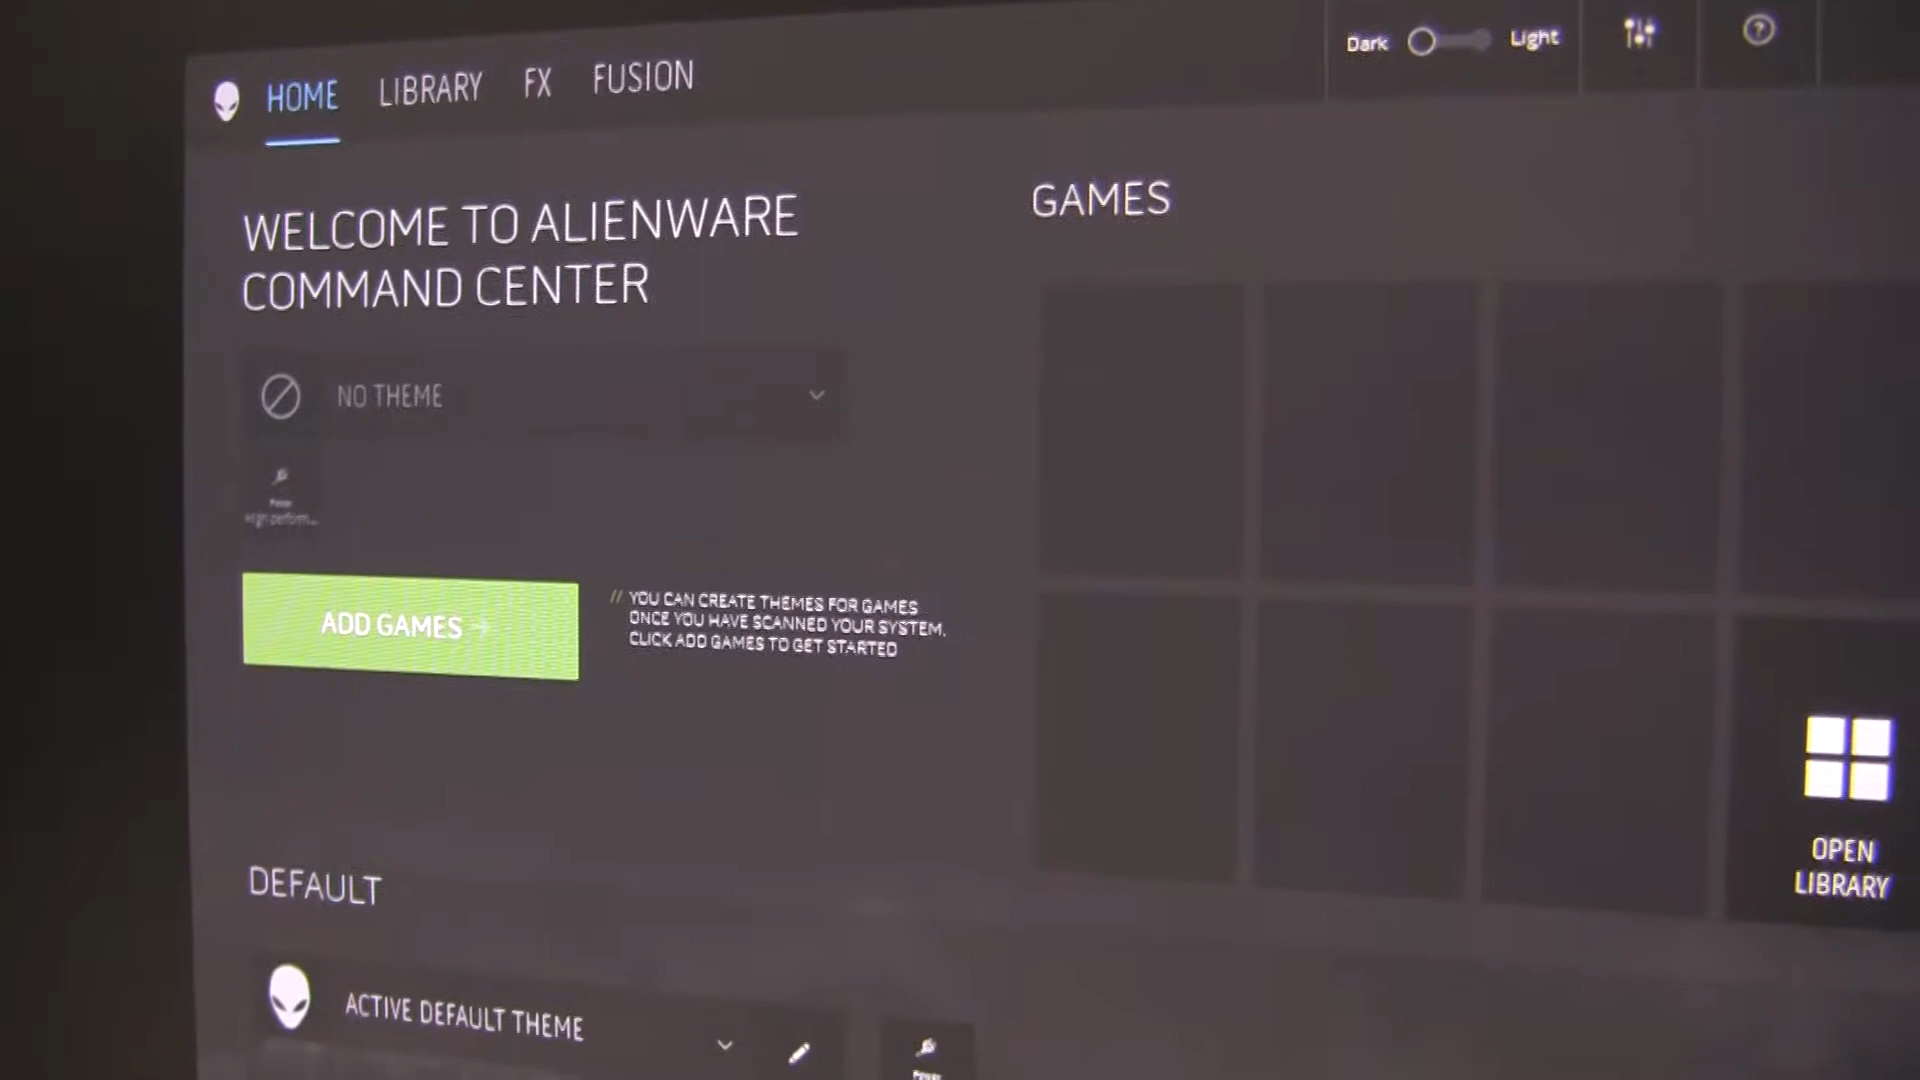 HOME LIBRARY FX FUSION
Dark Light
WELCOME TO ALIENWARE
COMMAND CENTER
NO THEME
ADD GAMES
// YOU CAN CREATE THEMES FOR GAMES
ONCE YOU HAVE SCANNED YOUR SYSTEM,
CLICK ADD GAMES TO GET STARTED
GAMES
OPEN
LIBRARY
DEFAULT
ACTIVE DEFAULT THEME